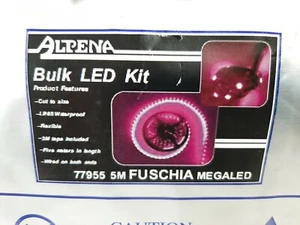 ALPENA
Bulk LED Kit
Product Features
-Cut to size
-IP65 Waterproof
-Flexible
-3M tape included
-Five meters in length
-Wired on both ends
77955 5M FUSCHIA MEGALED
CAUTION